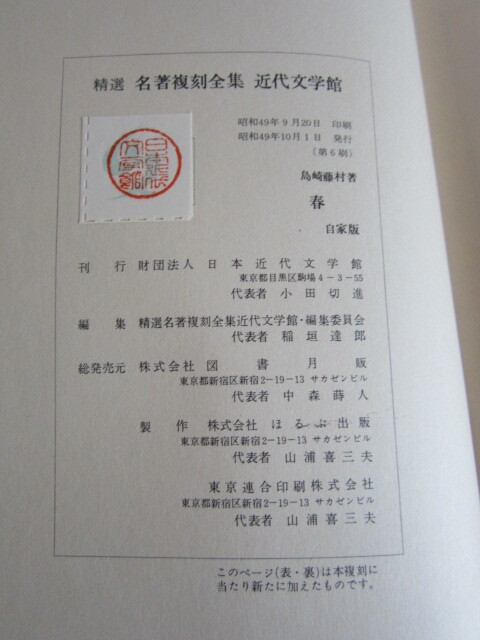 精選 名著複刻全集 近代文学館
昭和49年9月20日 印刷
昭和49年10月1日 発行
(第6刷)
島崎藤村著
春
自家版
刊行 財団法人 日本近代文学館
東京都目黒区駒場4-3-55
代表者 小田切進
編集 精選名著複刻全集近代文学館・編集委員会
代表者 稲垣達郎
総発売元 株式会社 図書月販
東京都新宿区新宿2-19-13 サカゼンビル
代表者 中森蒔人
製作 株式会社 ほるぷ出版
東京都新宿区新宿2-19-13 サカゼンビル
代表者 山浦喜三夫
東京連合印刷株式会社
東京都新宿区新宿2-19-13 サカゼンビル
代表者 山浦喜三夫
このページ(表・裏)は本複刻に
当たり新たに加えたものです。